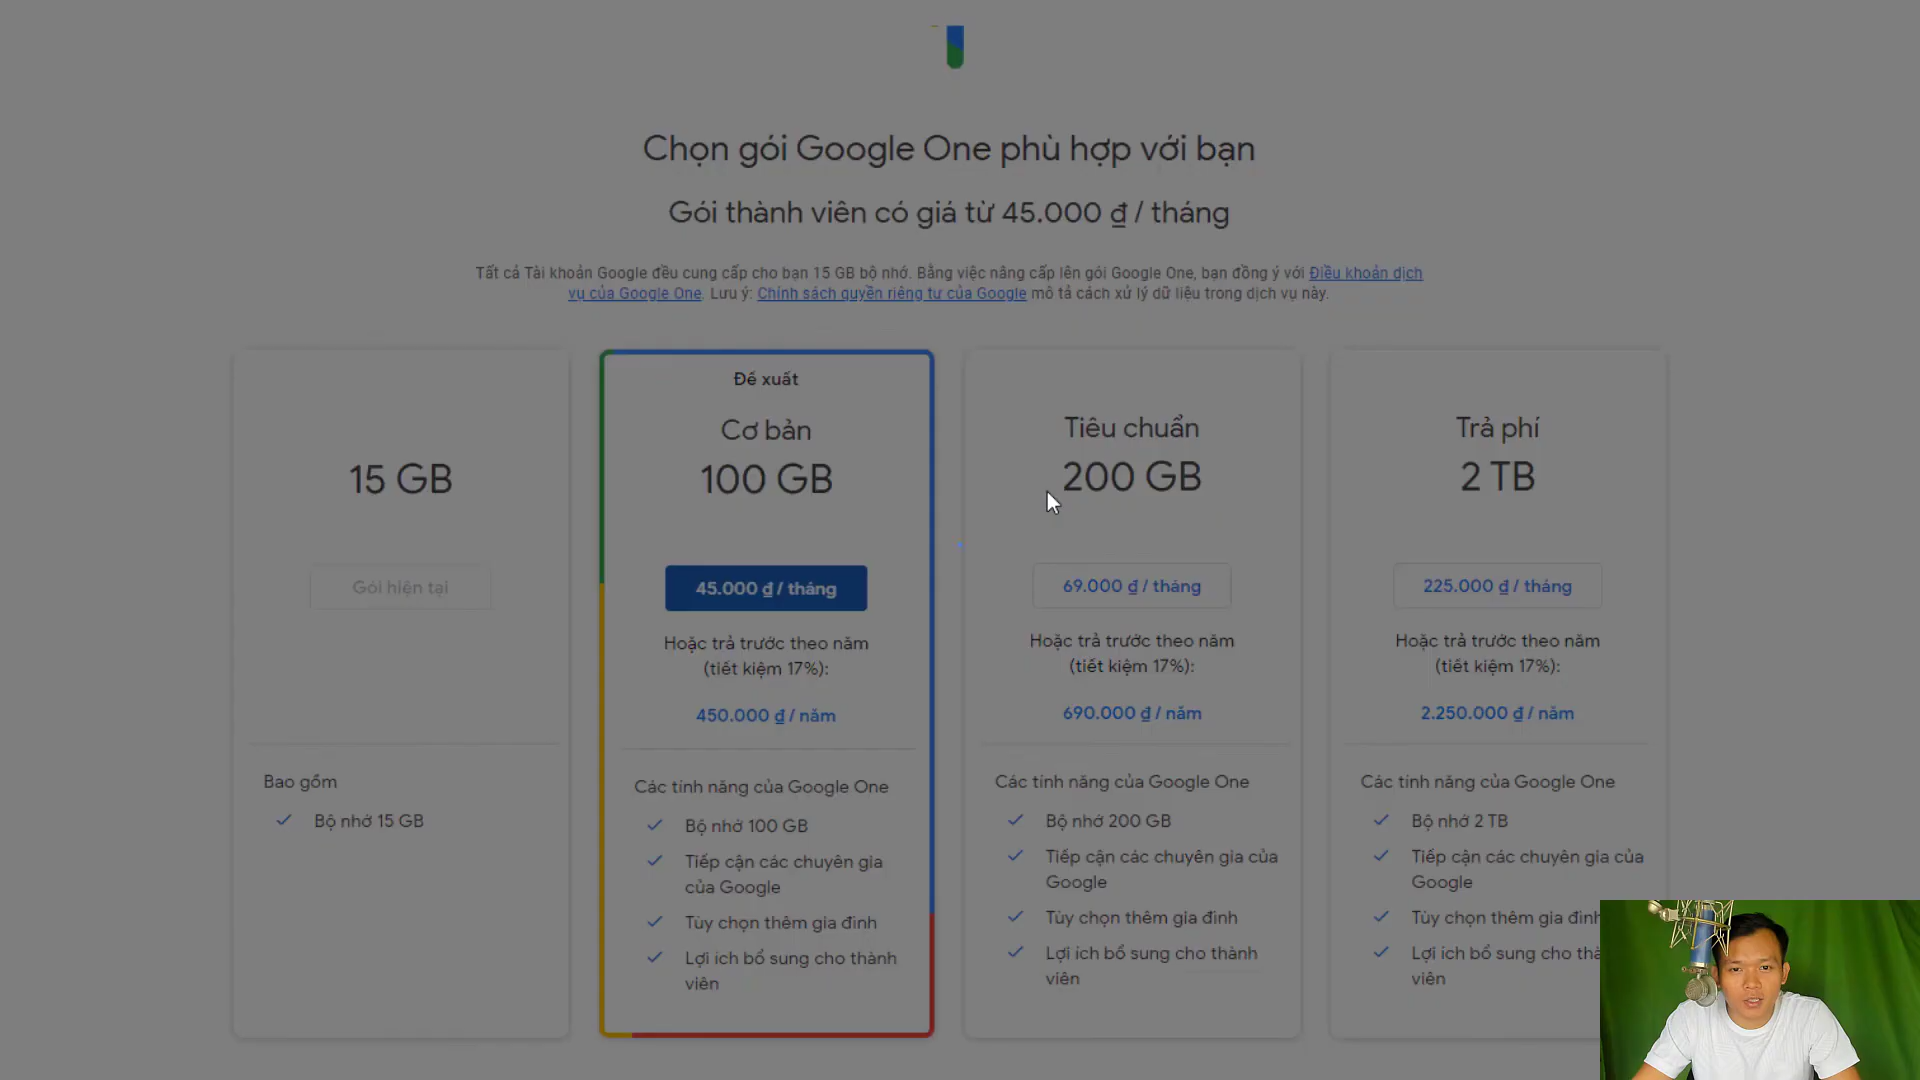 Chọn gói Google One phù hợp với bạn
Gói thành viên có giá từ 45.000 ₫ / tháng
Tất cả Tài khoản Google đều cung cấp cho bạn 15 GB bộ nhớ. Bằng việc nâng cấp lên gói Google One, bạn đồng ý với Điều khoản dịch
vụ của Google One. Lưu ý: Chính sách quyền riêng tư của Google mô tả cách xử lý dữ liệu trong dịch vụ này.
15 GB
Gói hiện tại
Bao gồm
Bộ nhớ 15 GB
Đề xuất
Cơ bản
100 GB
45.000 ₫ / tháng
Hoặc trả trước theo năm
(tiết kiệm 17%):
450.000 ₫ / năm
Các tính năng của Google One
Bộ nhớ 100 GB
Tiếp cận các chuyên gia
của Google
Tùy chọn thêm gia đình
Lợi ích bổ sung cho thành
viên
Tiêu chuẩn
200 GB
69.000 ₫ / tháng
Hoặc trả trước theo năm
(tiết kiệm 17%):
690.000 ₫ / năm
Các tính năng của Google One
Bộ nhớ 200 GB
Tiếp cận các chuyên gia của
Google
Tùy chọn thêm gia đình
Lợi ích bổ sung cho thành
viên
Trả phí
2 TB
225.000 ₫ / tháng
Hoặc trả trước theo năm
(tiết kiệm 17%):
2.250.000 ₫ / năm
Các tính năng của Google One
Bộ nhớ 2 TB
Tiếp cận các chuyên gia của
Google
Tùy chọn thêm gia đình
Lợi ích bổ sung cho
viên